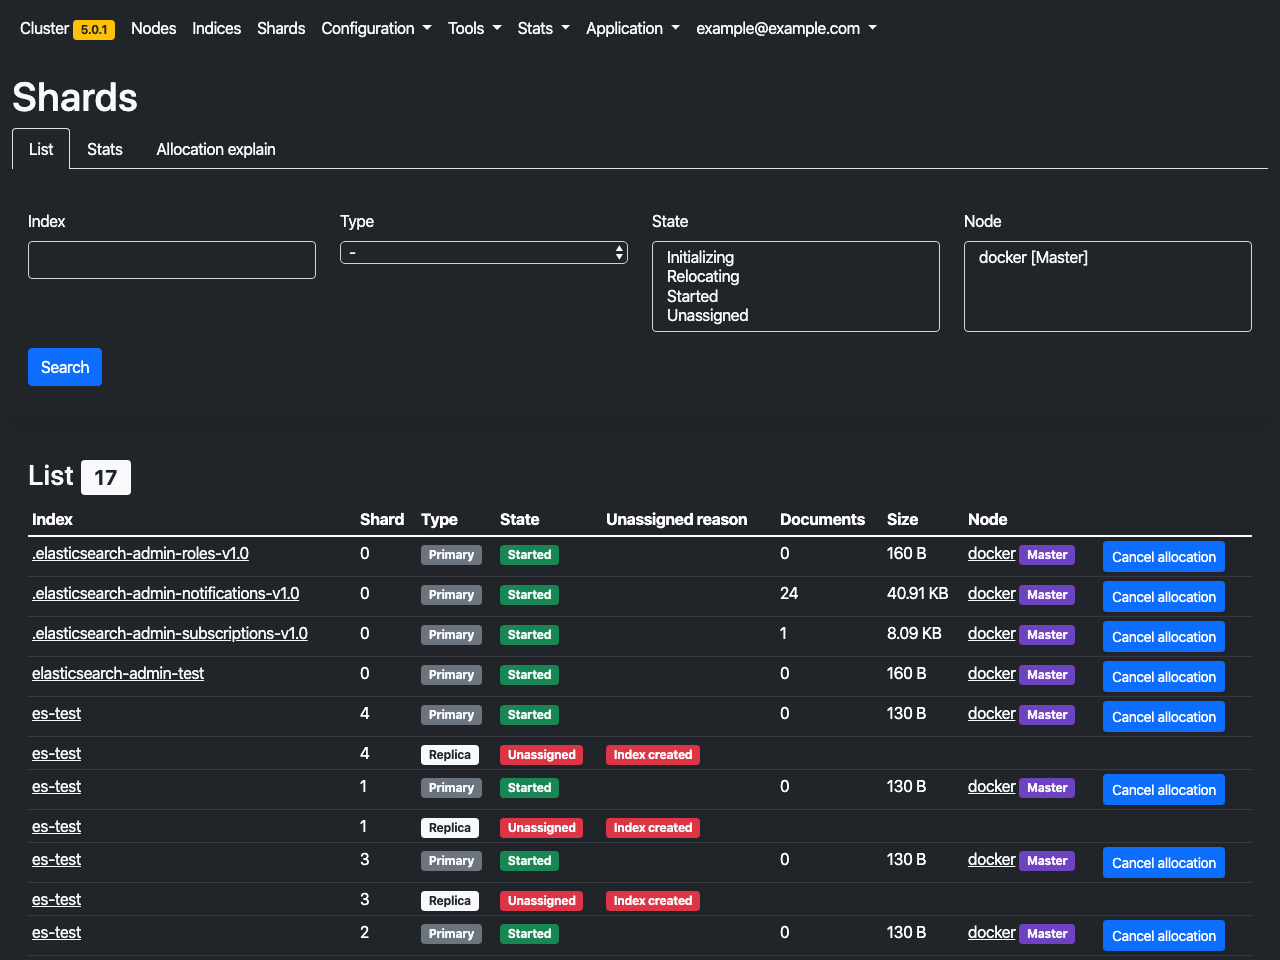 Cluster 5.0.1 Nodes Indices Shards Configuration Tools Stats Application example@example.com
Shards
List Stats Allocation explain
Index Type State Node
-
Initializing
Relocating
Started
Unassigned
docker [Master]
Search
List 17
Index Shard Type State Unassigned reason Documents Size Node
.elasticsearch-admin-roles-v1.0 0 Primary Started 0 160 B docker Master Cancel allocation
.elasticsearch-admin-notifications-v1.0 0 Primary Started 24 40.91 KB docker Master Cancel allocation
.elasticsearch-admin-subscriptions-v1.0 0 Primary Started 1 8.09 KB docker Master Cancel allocation
elasticsearch-admin-test 0 Primary Started 0 160 B docker Master Cancel allocation
es-test 4 Primary Started 0 130 B docker Master Cancel allocation
es-test 4 Replica Unassigned Index created
es-test 1 Primary Started 0 130 B docker Master Cancel allocation
es-test 1 Replica Unassigned Index created
es-test 3 Primary Started 0 130 B docker Master Cancel allocation
es-test 3 Replica Unassigned Index created
es-test 2 Primary Started 0 130 B docker Master Cancel allocation